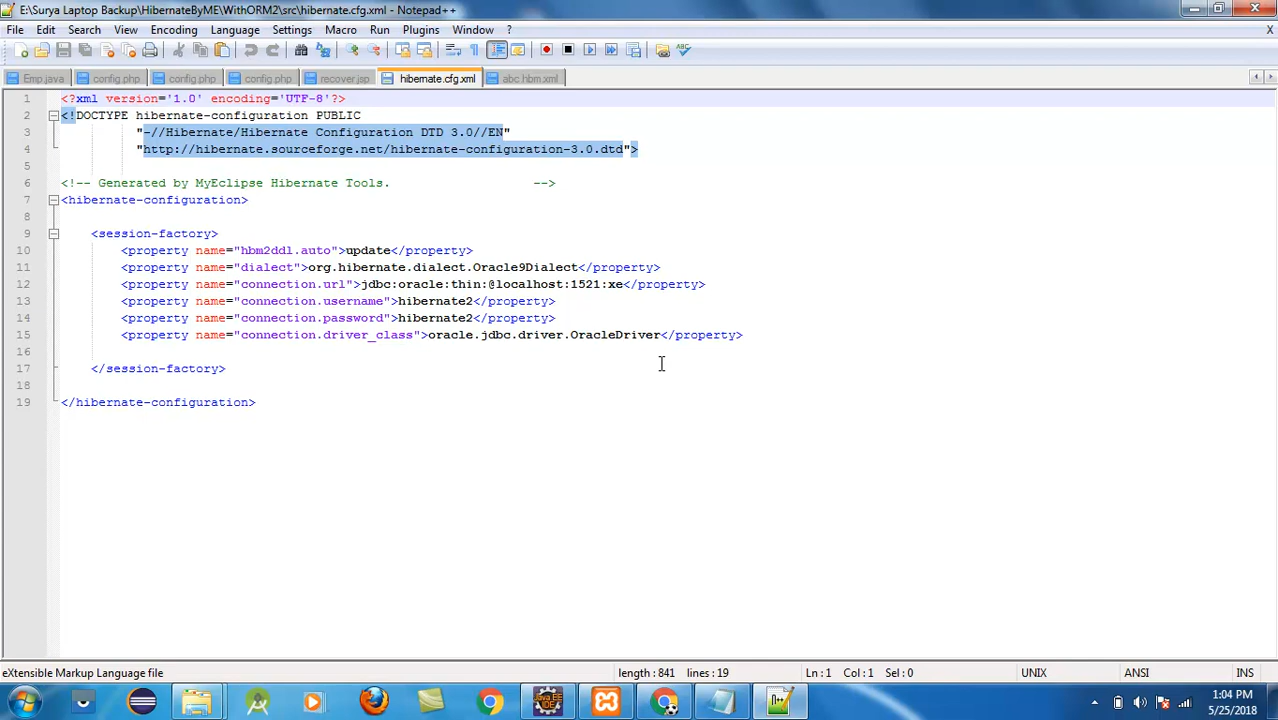 E:\Surya Laptop Backup\HibernateByME\WithORM2\src\hibernate.cfg.xml - Notepad++
File Edit Search View Encoding Language Settings Macro Run Plugins Window ? X
Emp.java config.php config.php config.php recover.jsp hibernate.cfg.xml abc.hbm.xml
1 <?xml version='1.0' encoding='UTF-8'?>
2 <!DOCTYPE hibernate-configuration PUBLIC
3 "-//Hibernate/Hibernate Configuration DTD 3.0//EN"
4 "http://hibernate.sourceforge.net/hibernate-configuration-3.0.dtd">
5
6 <!-- Generated by MyEclipse Hibernate Tools. -->
7 <hibernate-configuration>
8
9 <session-factory>
10 <property name="hbm2ddl.auto">update</property>
11 <property name="dialect">org.hibernate.dialect.Oracle9Dialect</property>
12 <property name="connection.url">jdbc:oracle:thin:@localhost:1521:xe</property>
13 <property name="connection.username">hibernate2</property>
14 <property name="connection.password">hibernate2</property>
15 <property name="connection.driver_class">oracle.jdbc.driver.OracleDriver</property>
16
17 </session-factory>
18
19 </hibernate-configuration>
eXtensible Markup Language file length : 841 lines : 19 Ln : 1 Col : 1 Sel : 0 UNIX ANSI INS
Java EE IDE
1:04 PM
5/25/2018